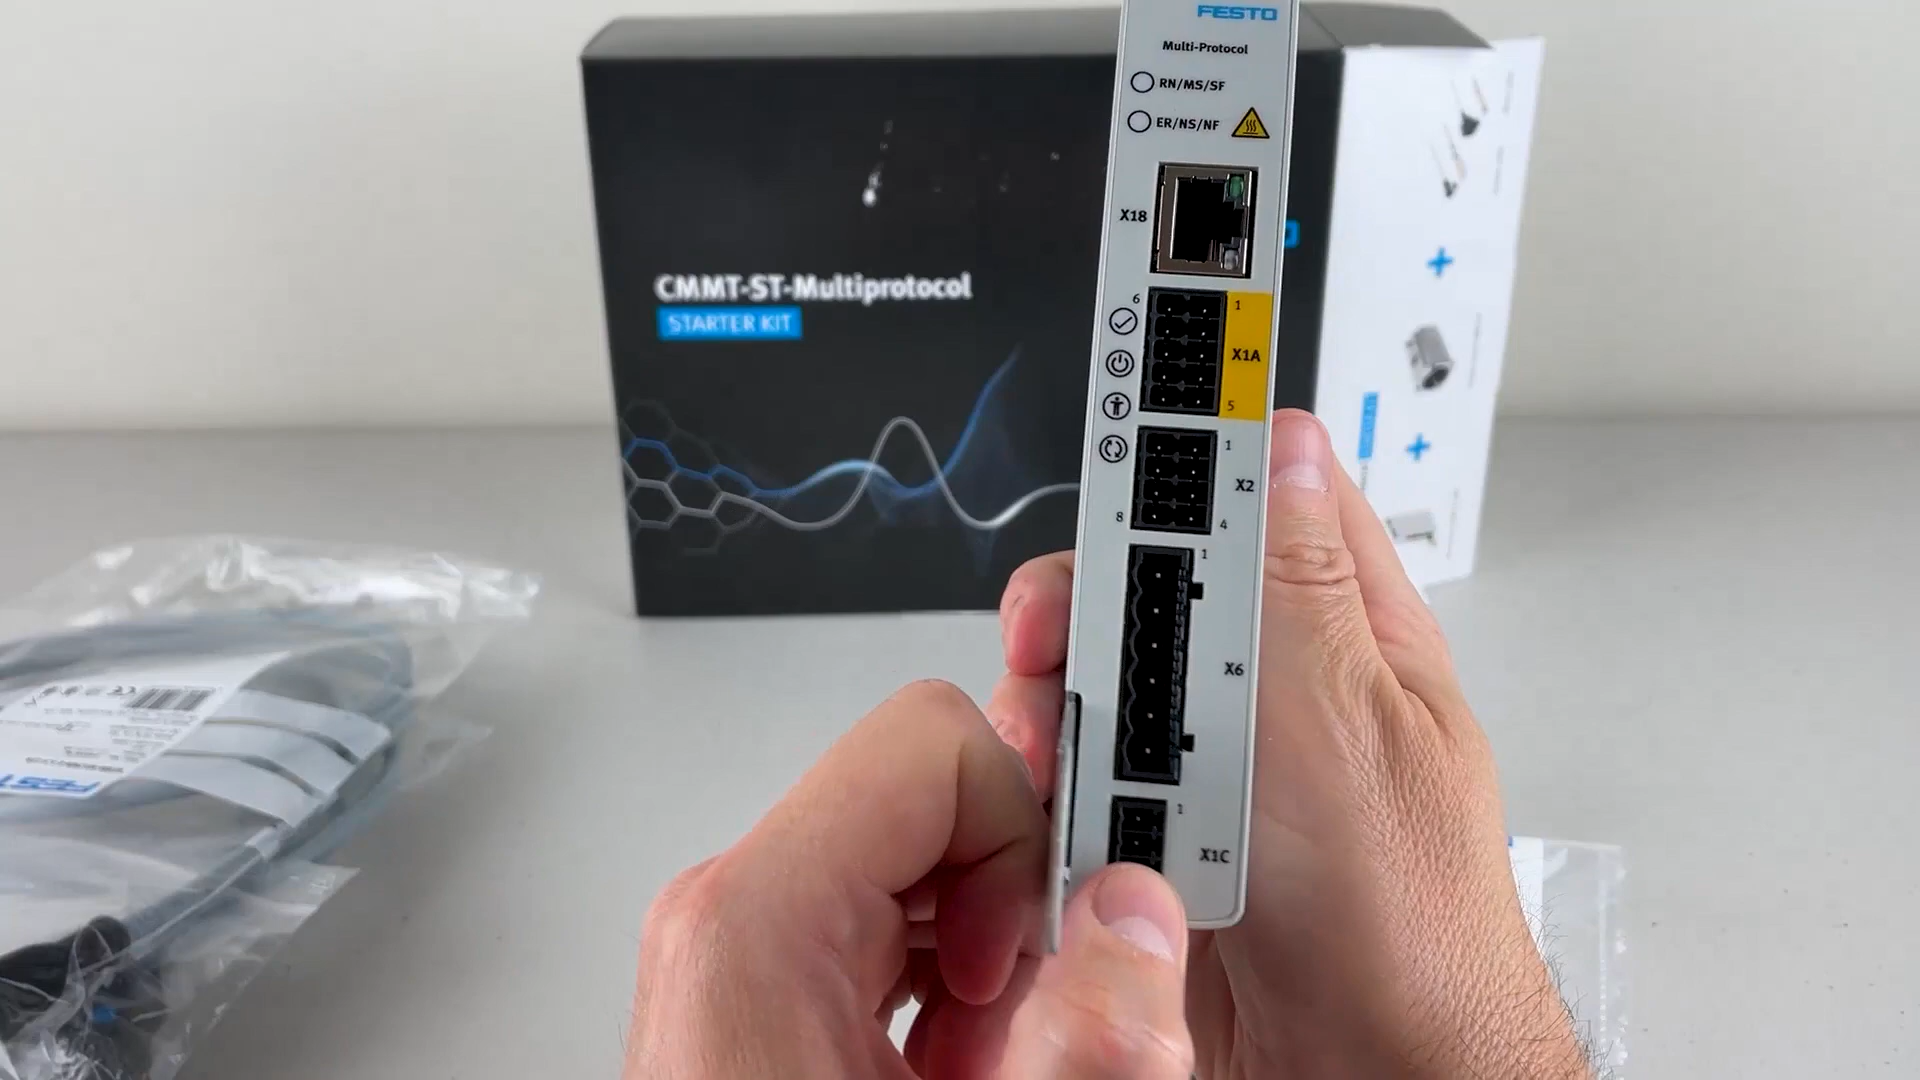 FESTO
Multi-Protocol
RN/MS/SF
ER/NS/NF
X18
6
1
X1A
5
1
X2
8
4
1
X6
1
X1C
CMMT-ST-Multiprotocol
STARTER KIT